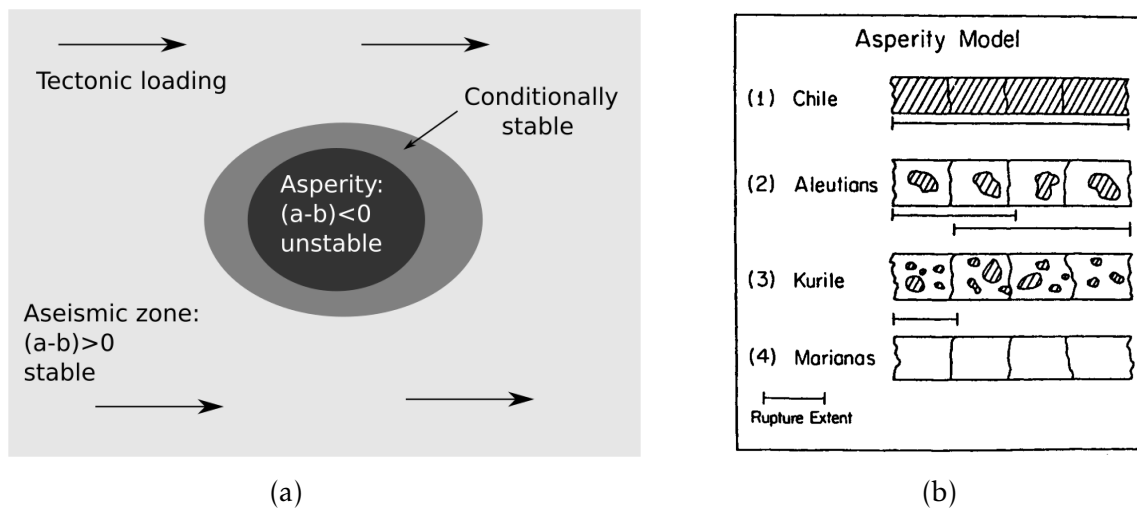 Tectonic loading
Conditionally
stable
Asperity:
(a-b)<0
unstable
Aseismic zone:
(a-b)>0
stable
(a)
Asperity Model
(1) Chile
(2) Aleutians
(3) Kurile
(4) Marianas
Rupture Extent
(b)